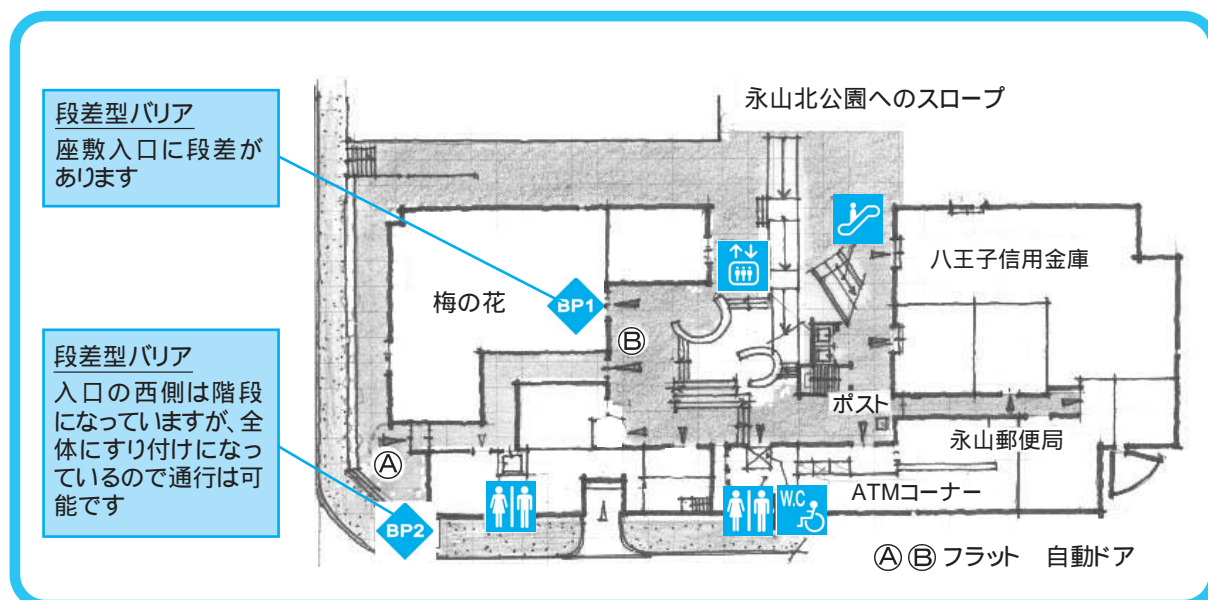 永山北公園へのスロープ
段差型バリア
座敷入口に段差が
あります
八王子信用金庫
梅の花
BP1
Ⓑ
段差型バリア
入口の西側は階段
になっていますが、全
体にすり付けになっ
ているので通行は可
能です
ポスト
永山郵便局
Ⓐ
ATMコーナー
W.C
BP2
ⒶⒷフラット 自動ドア